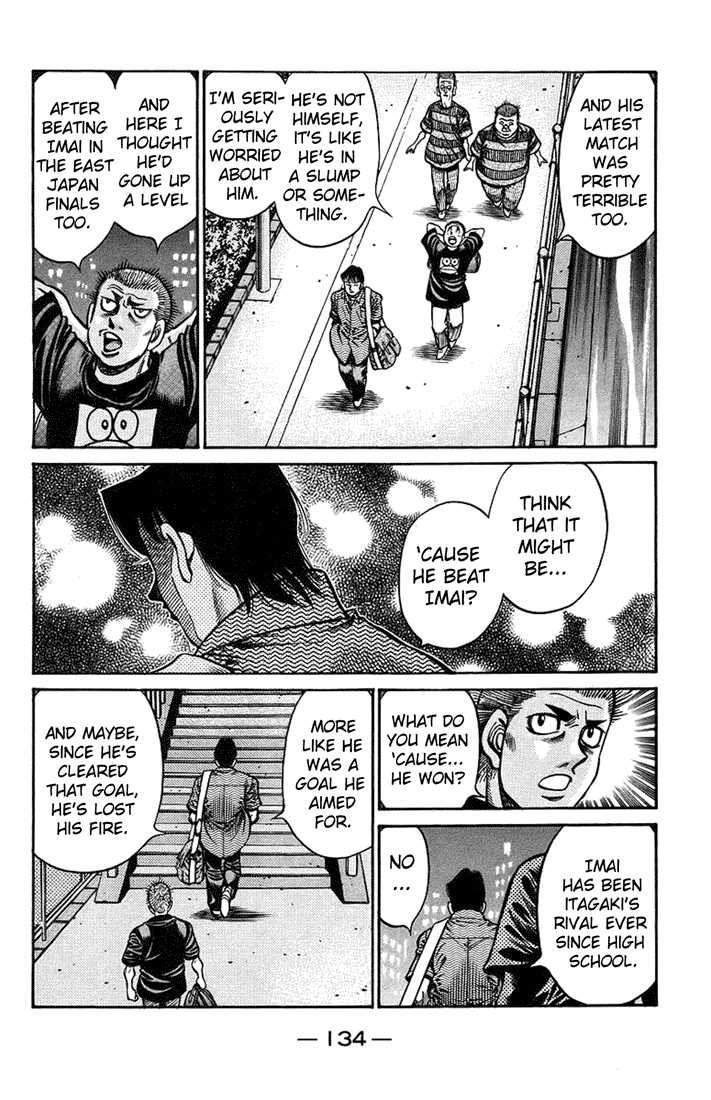 AND HIS
LATEST
MATCH
WAS
PRETTY
TERRIBLE
TOO.
HE'S NOT
HIMSELF,
IT'S LIKE
HE'S IN
A SLUMP
OR SOME-
THING.
I'M SERI-
OUSLY
GETTING
WORRIED
ABOUT
HIM.
AND
HERE I
THOUGHT
HE'D
GONE UP
A LEVEL
AFTER
BEATING
IMAI IN
THE EAST
JAPAN
FINALS
TOO.
THINK
THAT IT
MIGHT
BE...
'CAUSE
HE BEAT
IMAI?
WHAT DO
YOU MEAN
'CAUSE...
HE WON?
IMAI
HAS BEEN
ITAGAKI'S
RIVAL EVER
SINCE HIGH
SCHOOL.
NO
...
MORE
LIKE HE
WAS A
GOAL HE
AIMED
FOR.
AND MAYBE,
SINCE HE'S
CLEARED
THAT GOAL,
HE'S LOST
HIS FIRE.
— 134 —